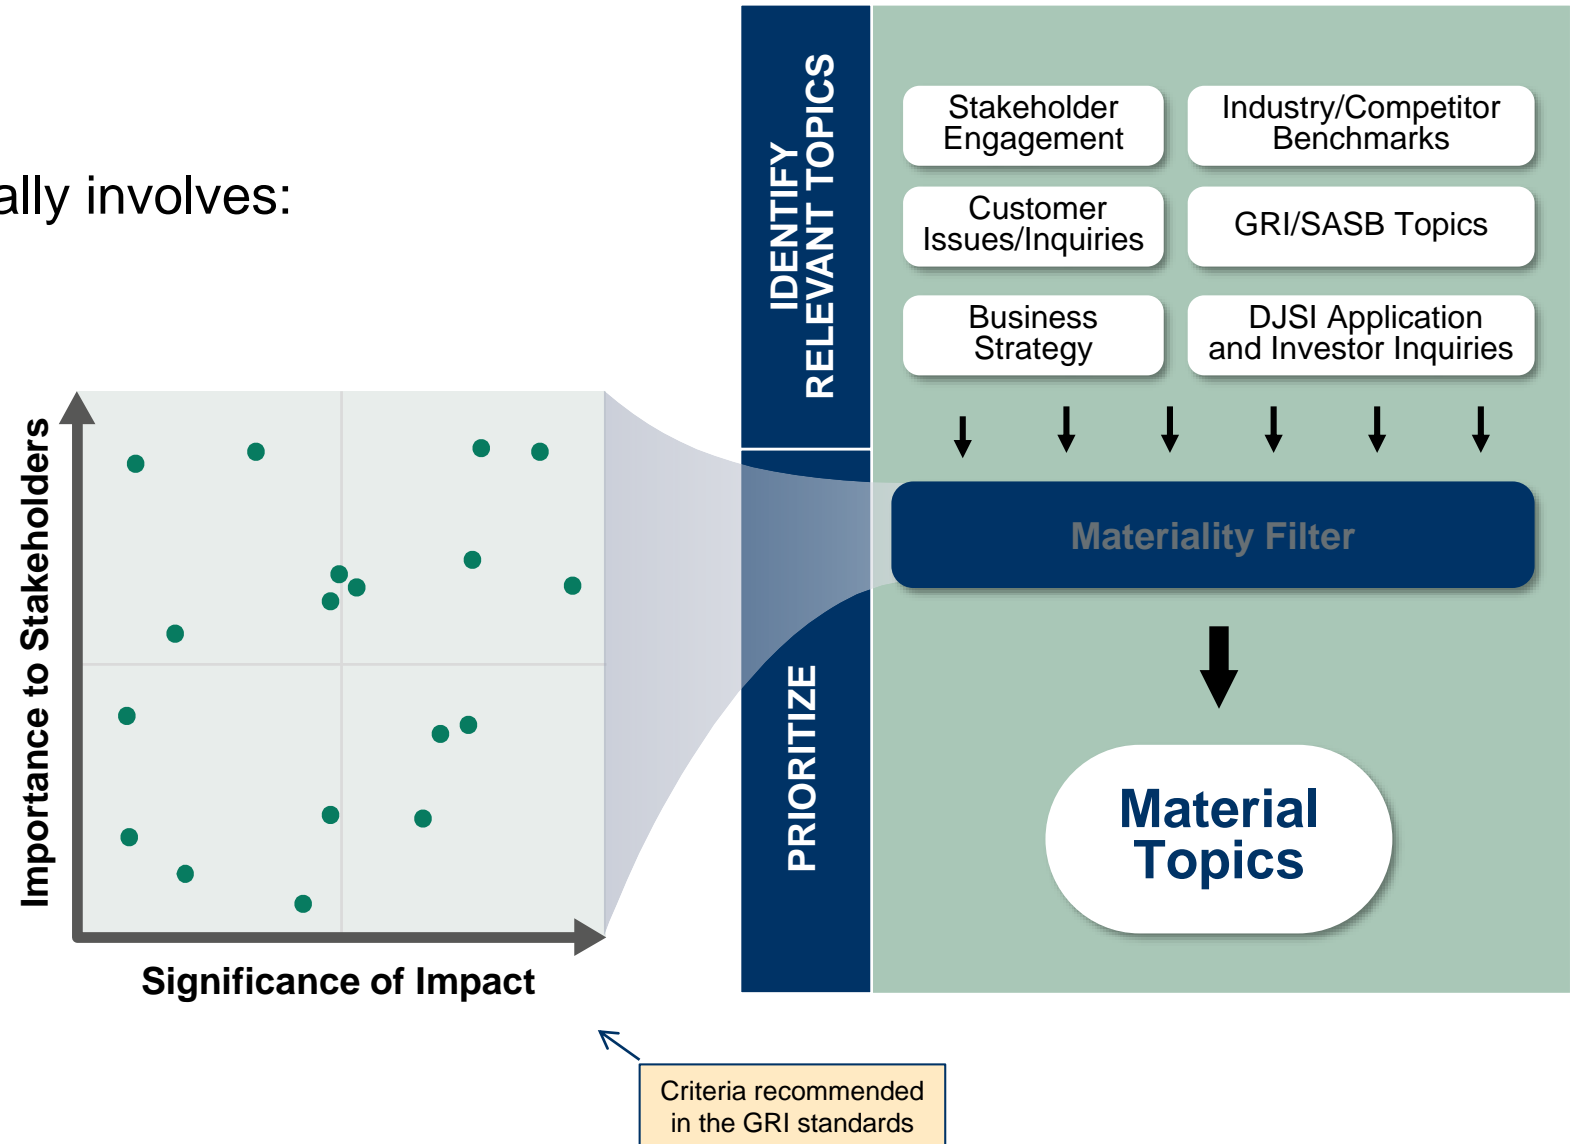 ally involves:
IDENTIFY
RELEVANT TOPICS
Stakeholder
Engagement
Industry/Competitor
Benchmarks
Customer
Issues/Inquiries
GRI/SASB Topics
Business
Strategy
DJSI Application
and Investor Inquiries
Importance to Stakeholders
Significance of Impact
PRIORITIZE
Materiality Filter
Material
Topics
Criteria recommended
in the GRI standards